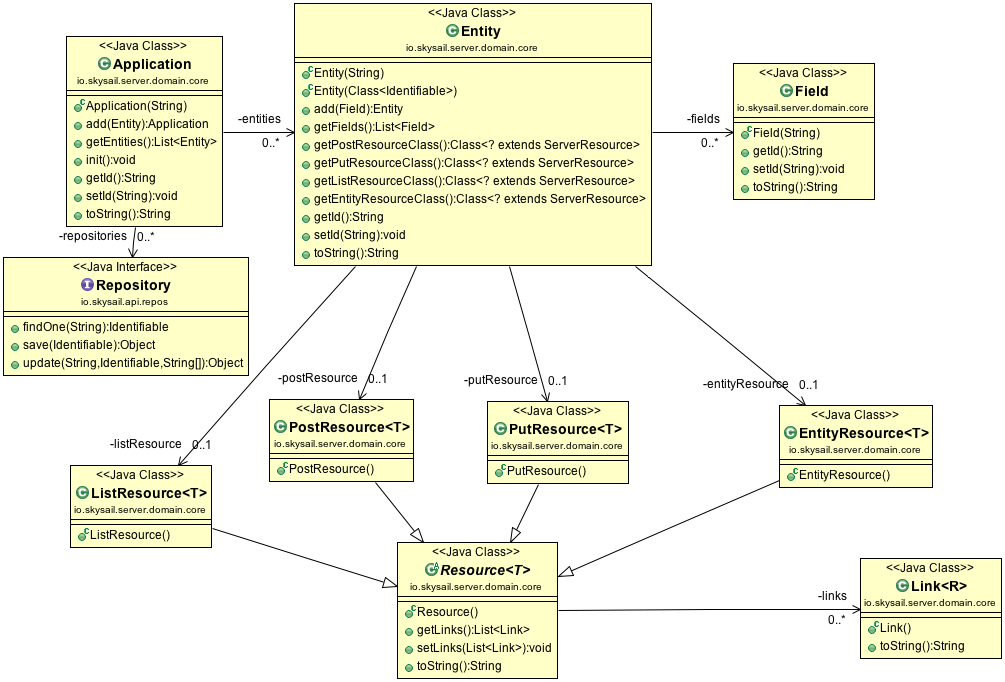 <<Java Class>>
Entity
io.skysail.server.domain.core
Entity(String)
Entity(Class<Identifiable>)
add(Field):Entity
getFields():List<Field>
getPostResourceClass():Class<? extends ServerResource>
getPutResourceClass():Class<? extends ServerResource>
getListResourceClass():Class<? extends ServerResource>
getEntityResourceClass():Class<? extends ServerResource>
getId():String
setId(String):void
toString():String
<<Java Class>>
Application
io.skysail.server.domain.core
Application(String)
add(Entity):Application
getEntities():List<Entity>
init():void
getId():String
setId(String):void
toString():String
-entities
0..*
-fields
0..*
<<Java Class>>
Field
io.skysail.server.domain.core
Field(String)
getId():String
setId(String):void
toString():String
-repositories 0..*
<<Java Interface>>
Repository
io.skysail.api.repos
findOne(String):Identifiable
save(Identifiable):Object
update(String,Identifiable,String[]):Object
-postResource 0..1
-putResource 0..1
-entityResource 0..1
-listResource 0..1
<<Java Class>>
PostResource<T>
io.skysail.server.domain.core
PostResource()
<<Java Class>>
PutResource<T>
io.skysail.server.domain.core
PutResource()
<<Java Class>>
EntityResource<T>
io.skysail.server.domain.core
EntityResource()
<<Java Class>>
ListResource<T>
io.skysail.server.domain.core
ListResource()
<<Java Class>>
Resource<T>
io.skysail.server.domain.core
Resource()
getLinks():List<Link>
setLinks(List<Link>):void
toString():String
-links
0..*
<<Java Class>>
Link<R>
io.skysail.server.domain.core
Link()
toString():String